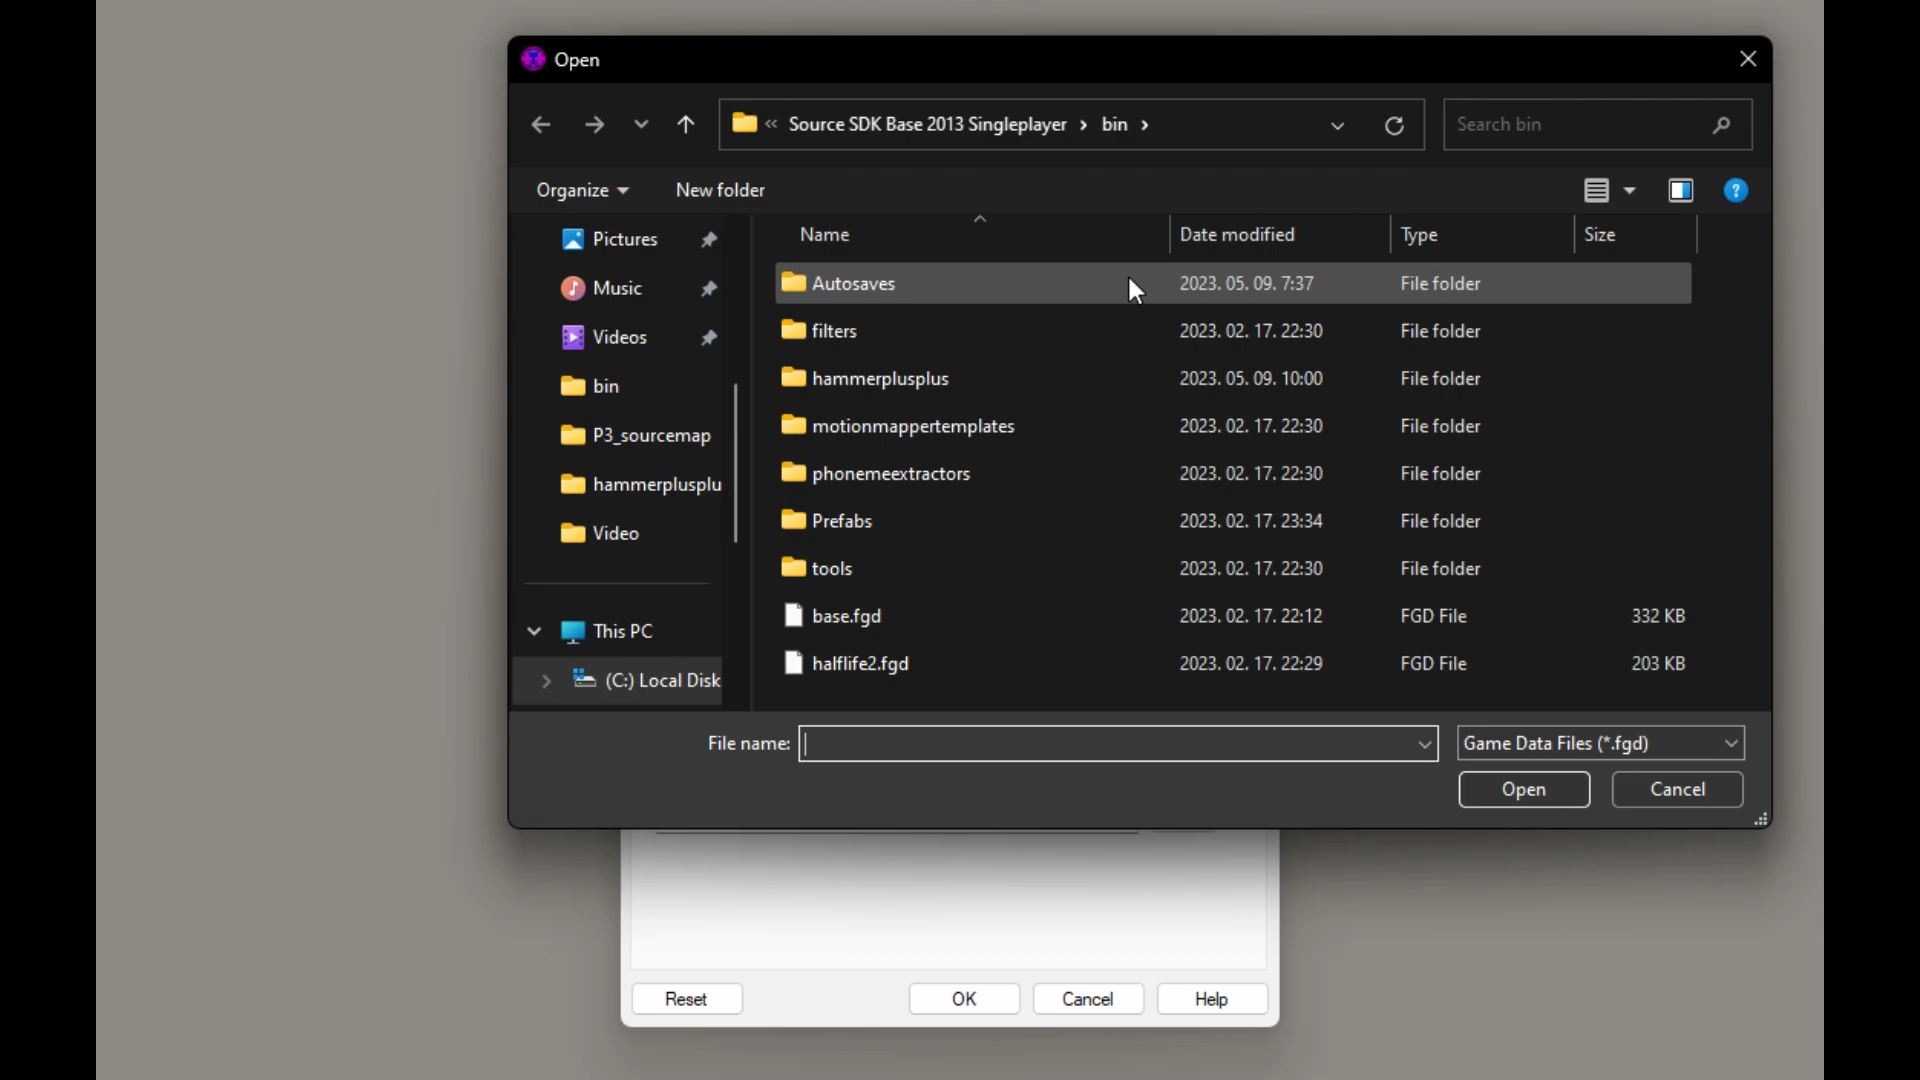 Open
« Source SDK Base 2013 Singleplayer › bin ›
Search bin
Organize
New folder
?
Name Date modified Type Size
Pictures
Music
Videos
bin
P3_sourcemap
hammerplusplu
Video
This PC
(C:) Local Disk
Autosaves 2023. 05. 09. 7:37 File folder
filters 2023. 02. 17. 22:30 File folder
hammerplusplus 2023. 05. 09. 10:00 File folder
motionmappertemplates 2023. 02. 17. 22:30 File folder
phonemeextractors 2023. 02. 17. 22:30 File folder
Prefabs 2023. 02. 17. 23:34 File folder
tools 2023. 02. 17. 22:30 File folder
base.fgd 2023. 02. 17. 22:12 FGD File 332 KB
halflife2.fgd 2023. 02. 17. 22:29 FGD File 203 KB
File name:
Game Data Files (*.fgd)
Open Cancel
Reset OK Cancel Help